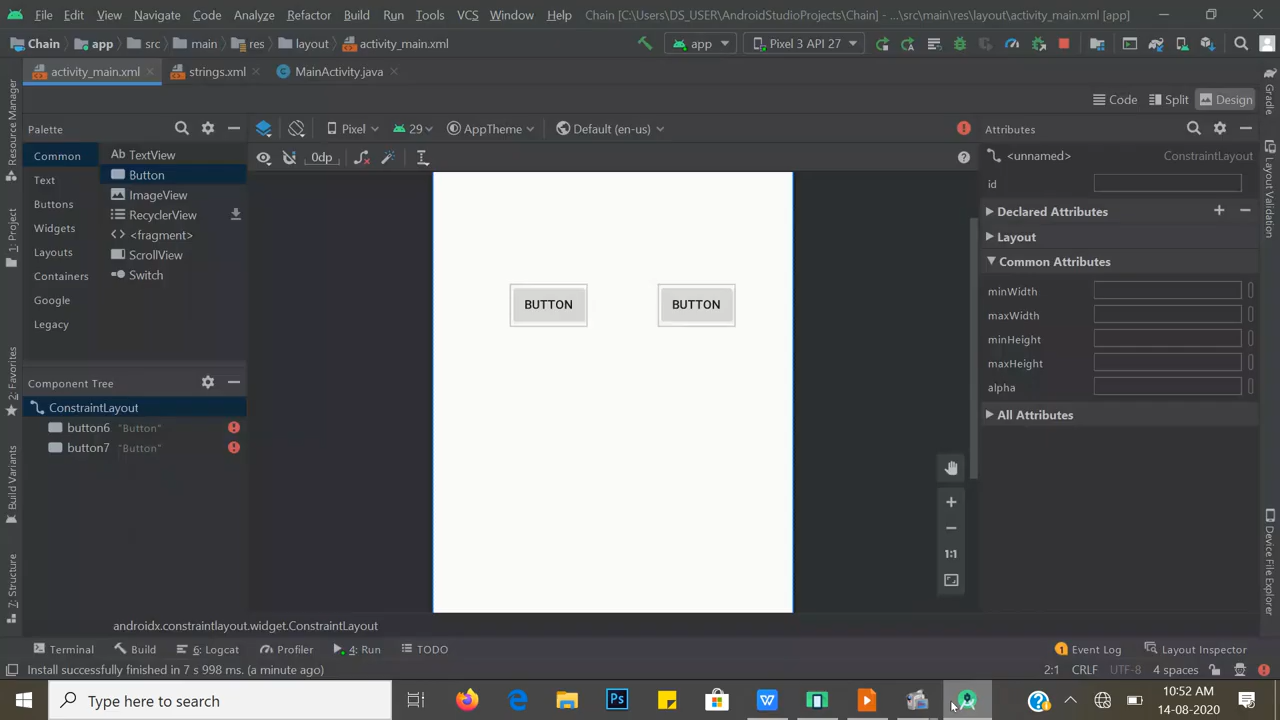 File Edit View Navigate Code Analyze Refactor Build Run Tools VCS Window Help Chain [C:\Users\DS_USER\AndroidStudioProjects\Chain] - ...\src\main\res\layout\activity_main.xml [app]
Chain app src main res layout activity_main.xml app Pixel 3 API 27
activity_main.xml strings.xml MainActivity.java
Code Split Design
Palette Pixel 29 AppTheme Default (en-us) Attributes
0dp <unnamed> ConstraintLayout
Common
Text
Buttons
Widgets
Layouts
Containers
Google
Legacy
Ab TextView
Button
ImageView
RecyclerView
<fragment>
ScrollView
Switch
Component Tree
ConstraintLayout
button6 "Button"
button7 "Button"
BUTTON BUTTON
1:1
id
Declared Attributes
Layout
Common Attributes
minWidth
maxWidth
minHeight
maxHeight
alpha
All Attributes
Resource Manager
1: Project
2: Favorites
Build Variants
7: Structure
Gradle
Layout Validation
Device File Explorer
androidx.constraintlayout.widget.ConstraintLayout
Terminal Build 6: Logcat Profiler 4: Run TODO 1 Event Log Layout Inspector
Install successfully finished in 7 s 998 ms. (a minute ago) 2:1 CRLF UTF-8 4 spaces
Type here to search Ps W 10:52 AM
14-08-2020